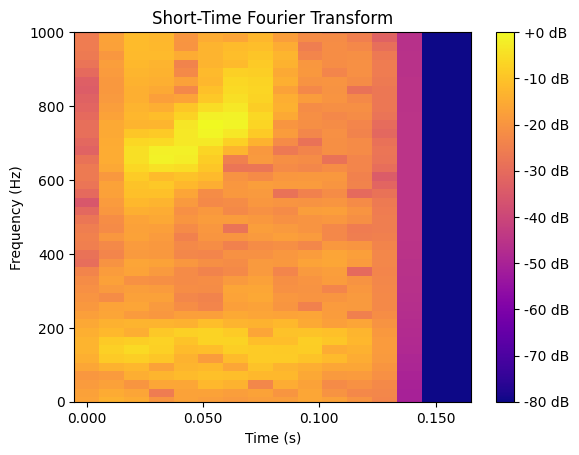 Short-Time Fourier Transform
1000
800
600
400
200
0
Frequency (Hz)
0.000
0.050
0.100
0.150
Time (s)
+0 dB
-10 dB
-20 dB
-30 dB
-40 dB
-50 dB
-60 dB
-70 dB
-80 dB